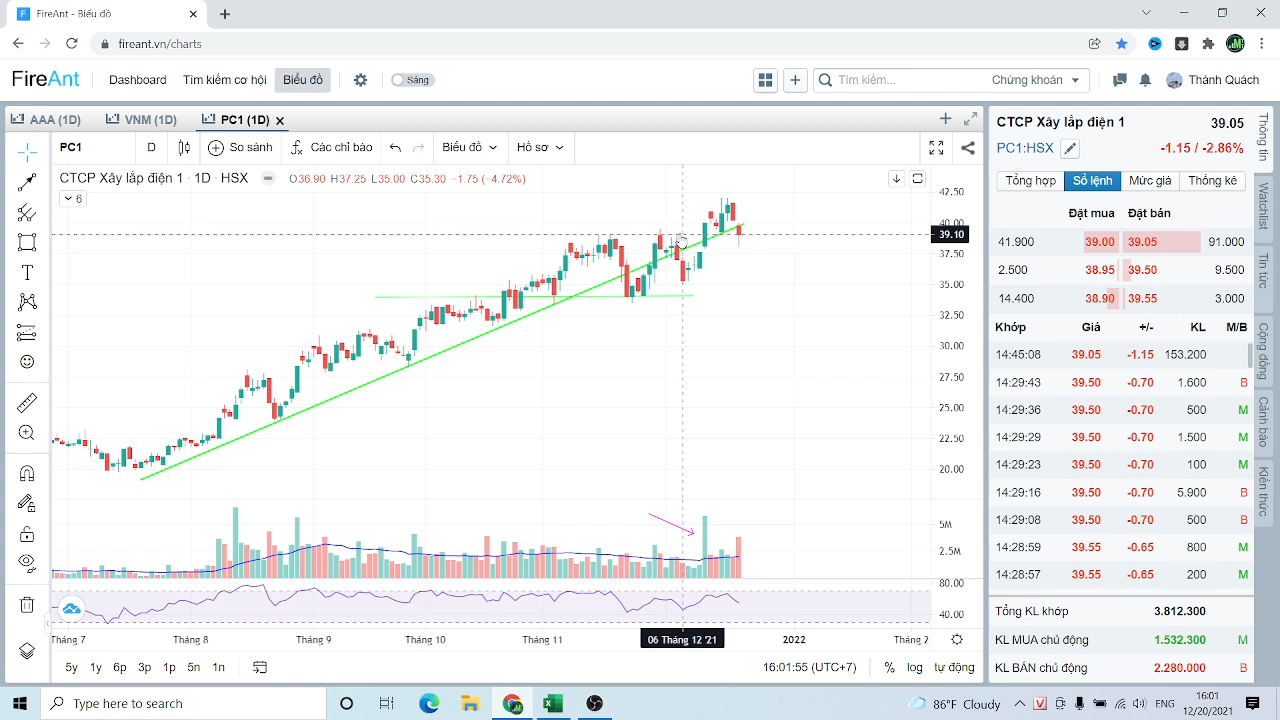 FireAnt - Biểu đồ
fireant.vn/charts
FireAnt
Dashboard
Tìm kiếm cơ hội
Biểu đồ
Sáng
Tìm kiếm...
Chứng khoán
Thành Quách
AAA (1D)
VNM (1D)
PC1 (1D)
PC1
D
So sánh
Các chỉ báo
Biểu đồ
Hồ sơ
CTCP Xây lắp điện 1 · 1D · HSX
O36.90 H37.25 L35.00 C35.30 −1.75 (−4.72%)
6
42.50
40.00
39.10
37.50
35.00
32.50
30.00
27.50
25.00
22.50
20.00
5M
2.5M
80.00
40.00
Tháng 7
Tháng 8
Tháng 9
Tháng 10
Tháng 11
06 Tháng 12 '21
2022
Tháng 2
5y
1y
6p
3p
1p
5n
1n
16:01:55 (UTC+7)
%
log
tự động
CTCP Xây lắp điện 1
39.05
PC1:HSX
-1.15 / -2.86%
Tổng hợp
Sổ lệnh
Mức giá
Thống kê
Đặt mua
Đặt bán
39.00
39.05
91.000
38.95
39.50
38.90
39.55
Khớp
Giá
+/-
KL
M/B
39.05 -1.15 153.200
14:29:43 39.50 -0.70 1.600 B
14:29:36 39.50 -0.70 500 M
14:29:28 39.50 -0.70 1.500 M
14:29:23 39.50 -0.70 100 M
14:29:16 39.50 -0.70 5.900 B
14:29:08 39.50 -0.70 500 B
14:28:59 39.55 -0.65 800 M
14:28:57 39.55 -0.65 200 M
Tổng KL khớp 3.812.300
KL MUA chủ động 1.532.300 M
KL BÁN chủ động 2.280.000 B
Thông tin
Watchlist
Tin tức
Cộng đồng
Cảnh báo
Kiến thức
Type here to search
86°F Cloudy
ENG
16:01
12/20/2021